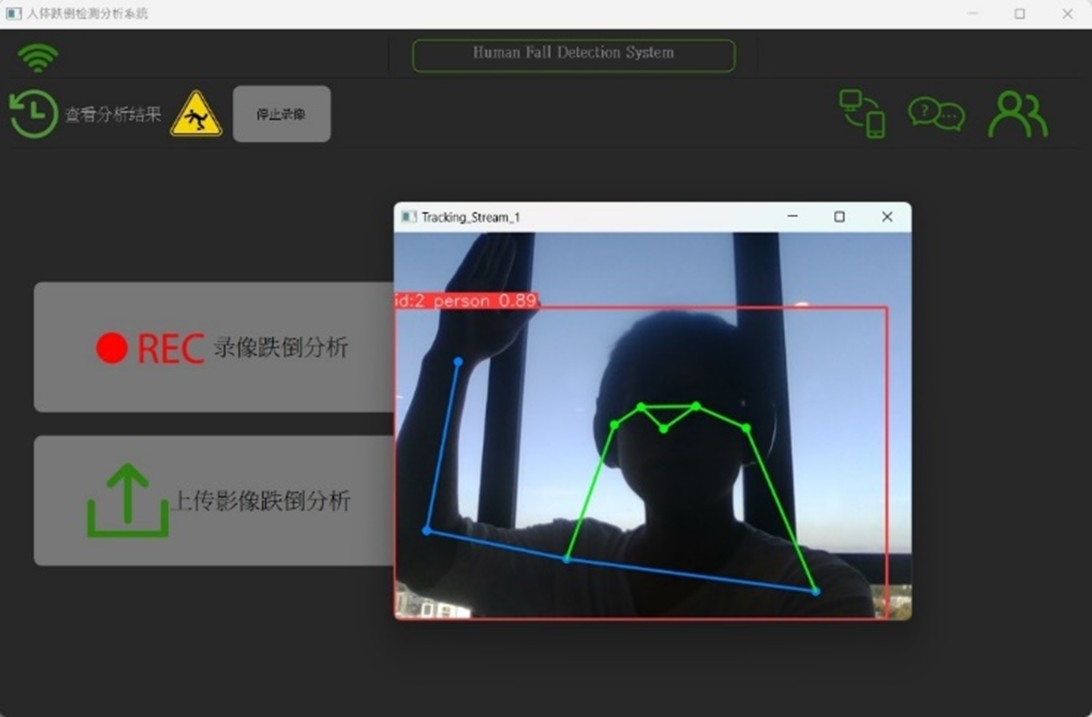 人体跌倒检测分析系统
Human Fall Detection System
查看分析结果
停止录像
Tracking_Stream_1
id:2 person 0.89
REC 录像跌倒分析
上传影像跌倒分析